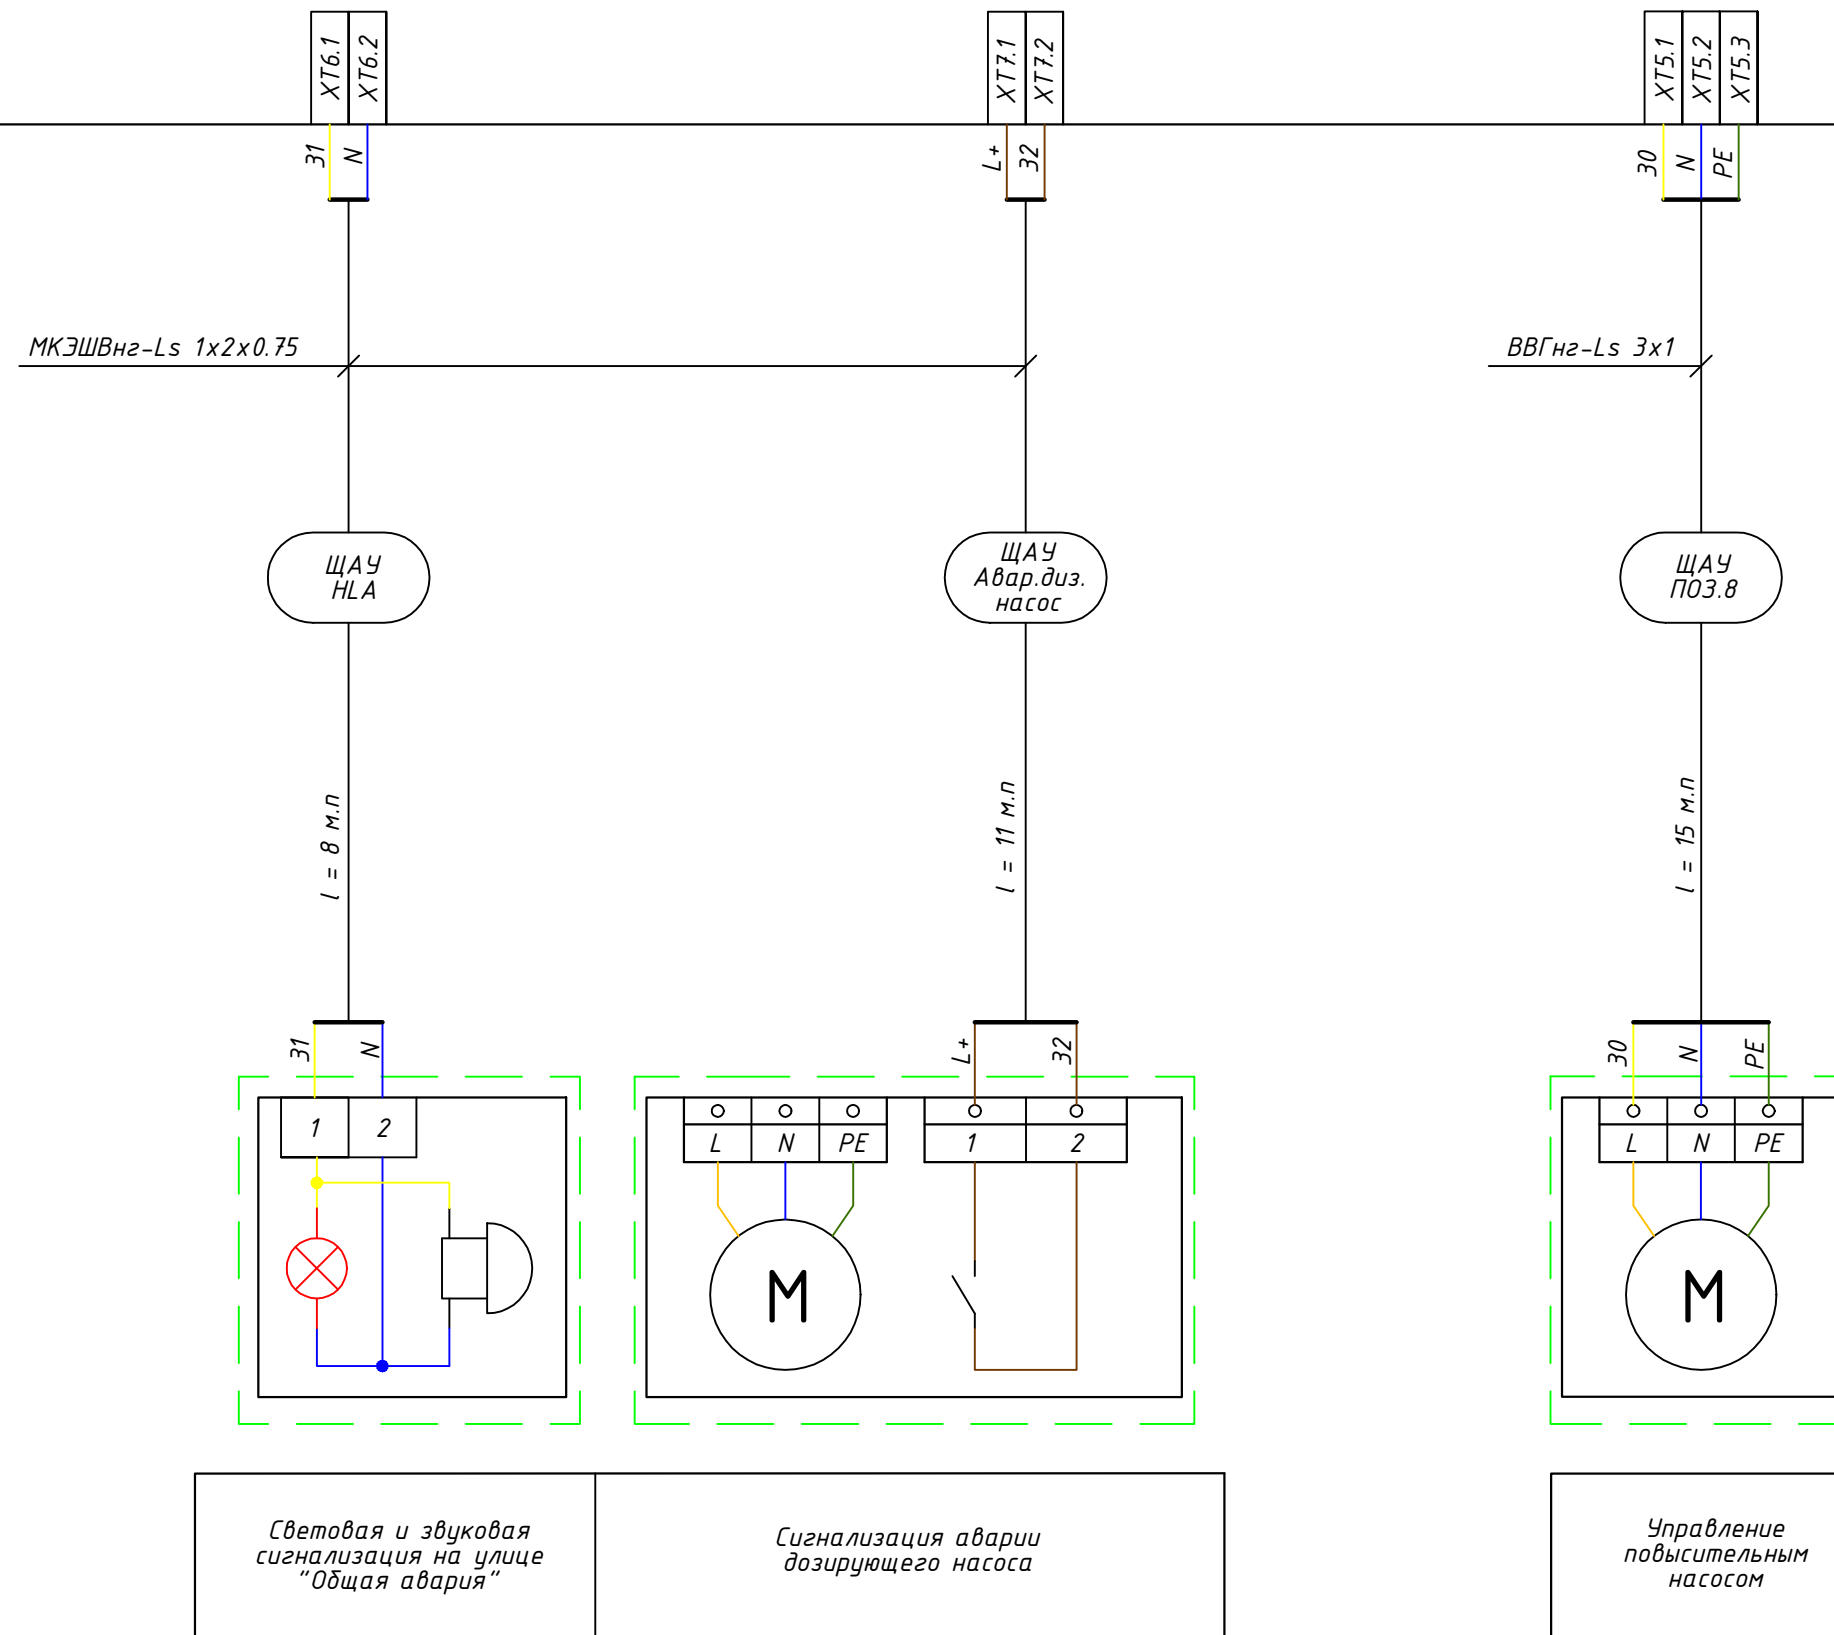 XT6.1 XT6.2
XT7.1 XT7.2
XT5.1 XT5.2 XT5.3
31 N
L+ 32
30 N PE
МКЭШВнг-Ls 1x2x0.75
ВВГнг-Ls 3x1
ЩАУ
HLA
ЩАУ
Авар.диз.
насос
ЩАУ
ПОЗ.8
l = 8 м.п
l = 11 м.п
l = 15 м.п
31 N
L+ 32
30 N PE
1 2
L N PE 1 2
L N PE
M
M
Световая и звуковая
сигнализация на улице
"Общая авария"
Сигнализация аварии
дозирующего насоса
Управление
повысительным
насосом